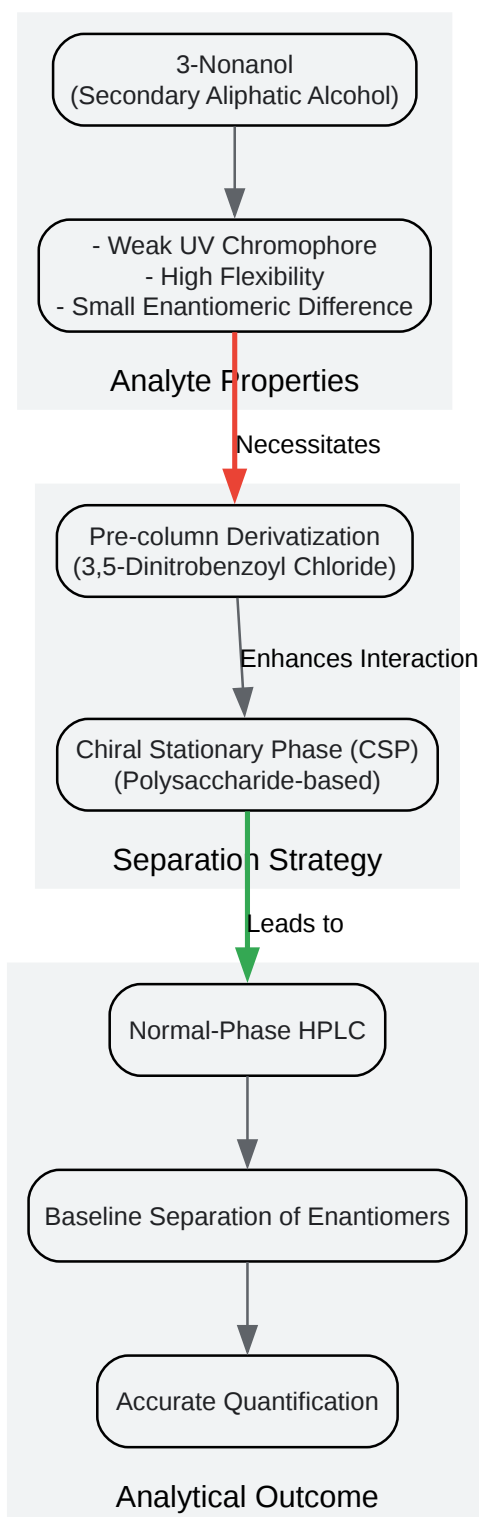 3-Nonanol
(Secondary Aliphatic Alcohol)
- Weak UV Chromophore
- High Flexibility
- Small Enantiomeric Difference
Analyte Properties
Necessitates
Pre-column Derivatization
(3,5-Dinitrobenzoyl Chloride)
Enhances Interaction
Chiral Stationary Phase (CSP)
(Polysaccharide-based)
Separation Strategy
Leads to
Normal-Phase HPLC
Baseline Separation of Enantiomers
Accurate Quantification
Analytical Outcome